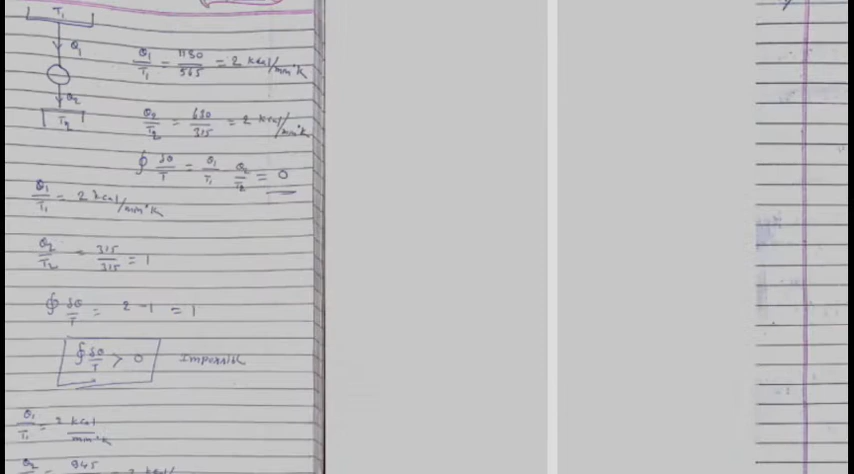 T₁
Q₁
Q₁/T₁ = 1130/565 = 2 kcal/min°K
Q₂
T₂
Q₂/T₂ = 630/315 = 2 kcal/min°K
∮ δQ/T = Q₁/T₁ Q₂/T₂ = 0
Q₁/T₁ = 2 kcal/min°K
Q₂/T₂ = 315/315 = 1
∮ δQ/T = 2 - 1 = 1
∮ δQ/T > 0
Q₁/T₁ = 2 kcal/min°K
Q₂ 945